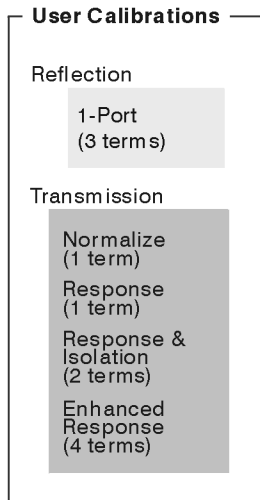 User Calibrations
Reflection
1-Port
(3 terms)
Transmission
Normalize
(1 term)
Response
(1 term)
Response &
Isolation
(2 terms)
Enhanced
Response
(4 terms)